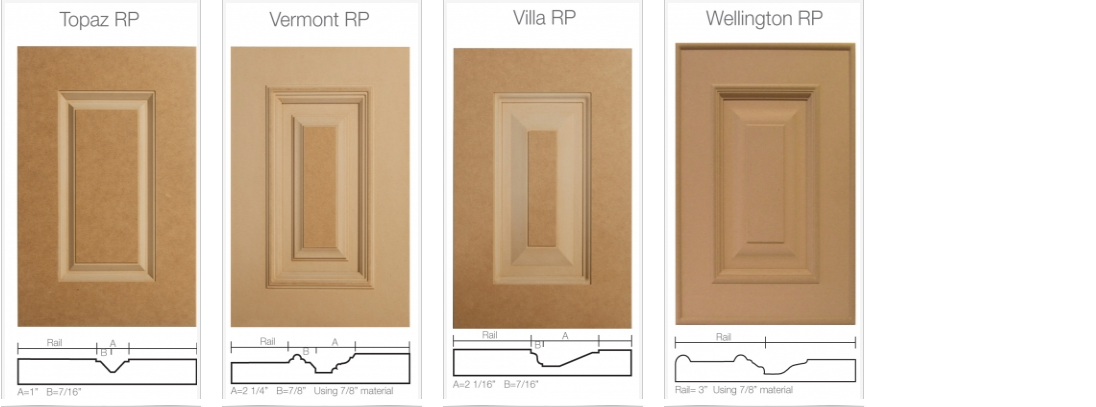 Topaz RP
Rail
A
B
A=1" B=7/16"
Vermont RP
Rail
A
B
A=2 1/4" B=7/8" Using 7/8" material
Villa RP
Rail
A
B
A=2 1/16" B=7/16"
Wellington RP
Rail
Rail= 3" Using 7/8" material